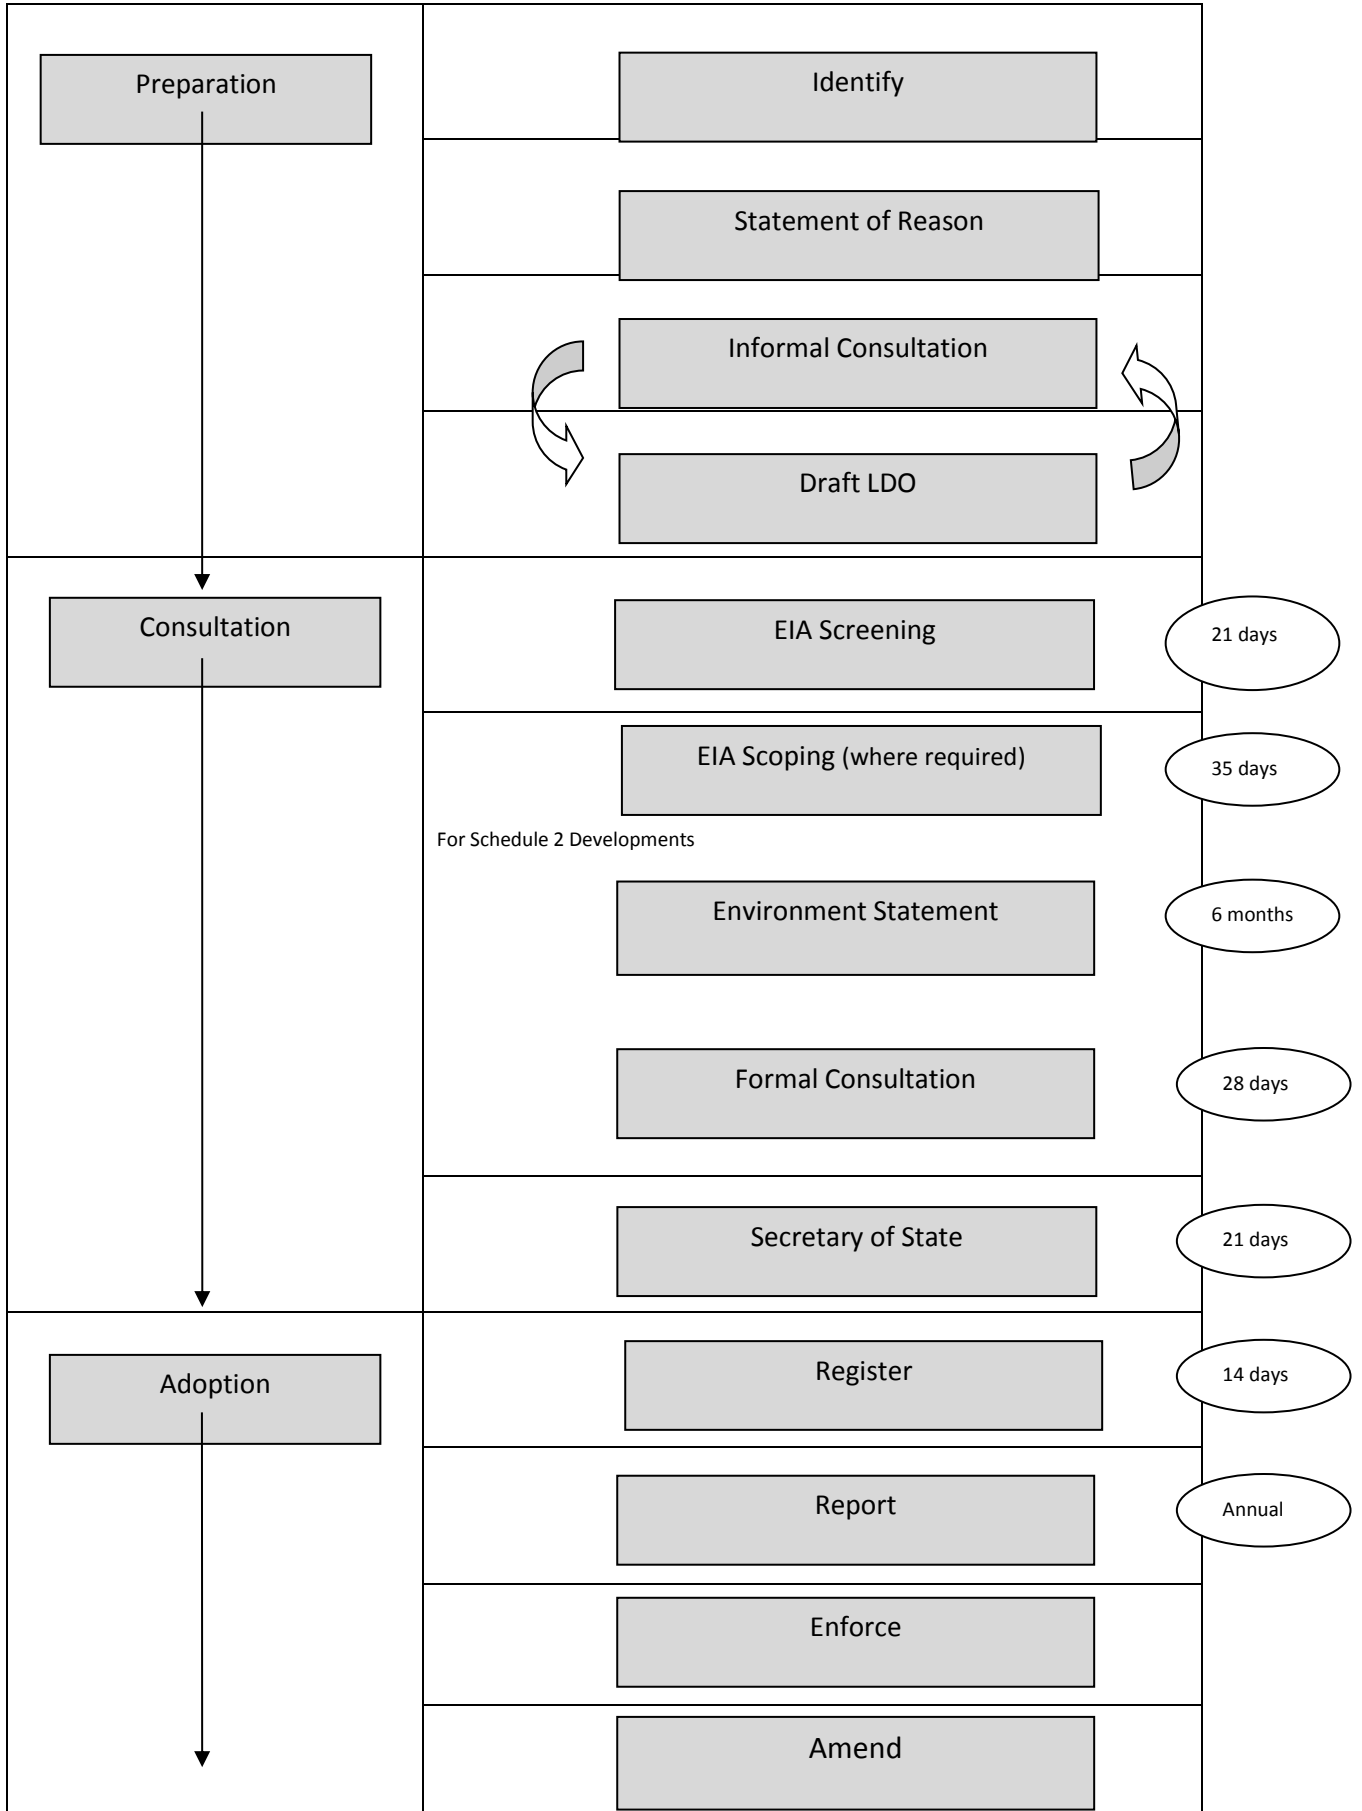 Preparation
Identify
Statement of Reason
Informal Consultation
Draft LDO
Consultation
EIA Screening
21 days
EIA Scoping (where required)
35 days
For Schedule 2 Developments
Environment Statement
6 months
Formal Consultation
28 days
Secretary of State
21 days
Adoption
Register
14 days
Report
Annual
Enforce
Amend